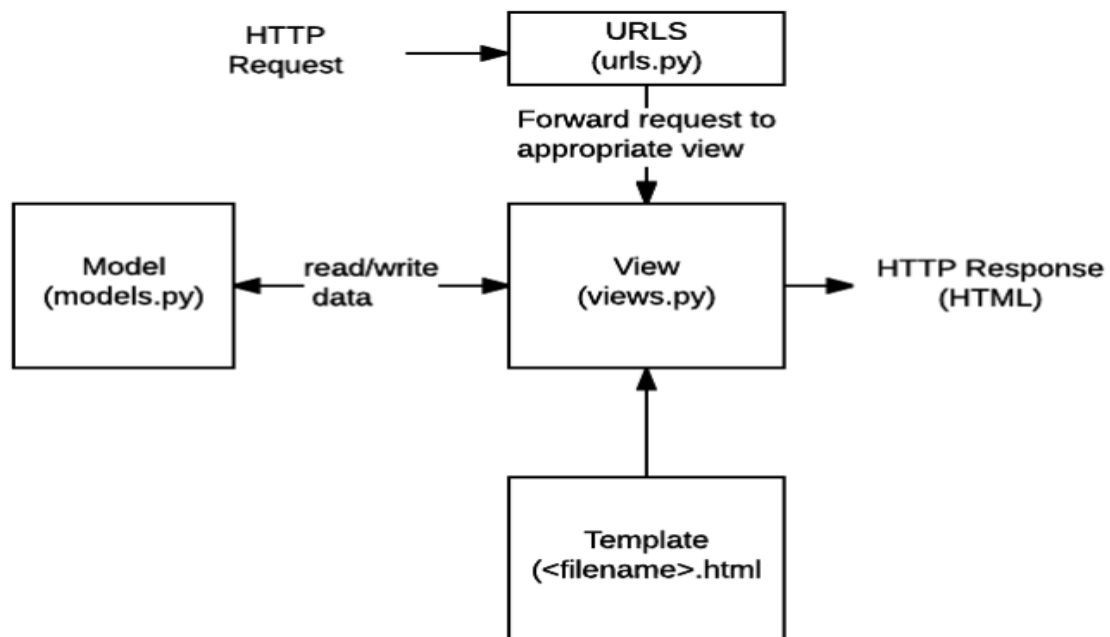 HTTP
Request
URLS
(urls.py)
Forward request to
appropriate view
Model
(models.py)
read/write
data
View
(views.py)
HTTP Response
(HTML)
Template
(<filename>.html